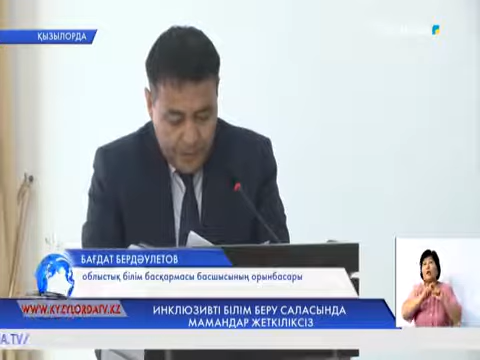 ҚЫЗЫЛОРДА
БАҒДАТ БЕРДӘУЛЕТОВ
облыстық білім басқармасы басшысының орынбасары
WWW.KYZYLORDATV.KZ
ИНКЛЮЗИВТІ БІЛІМ БЕРУ САЛАСЫНДА
МАМАНДАР ЖЕТКІЛІКСІЗ
A.TV/